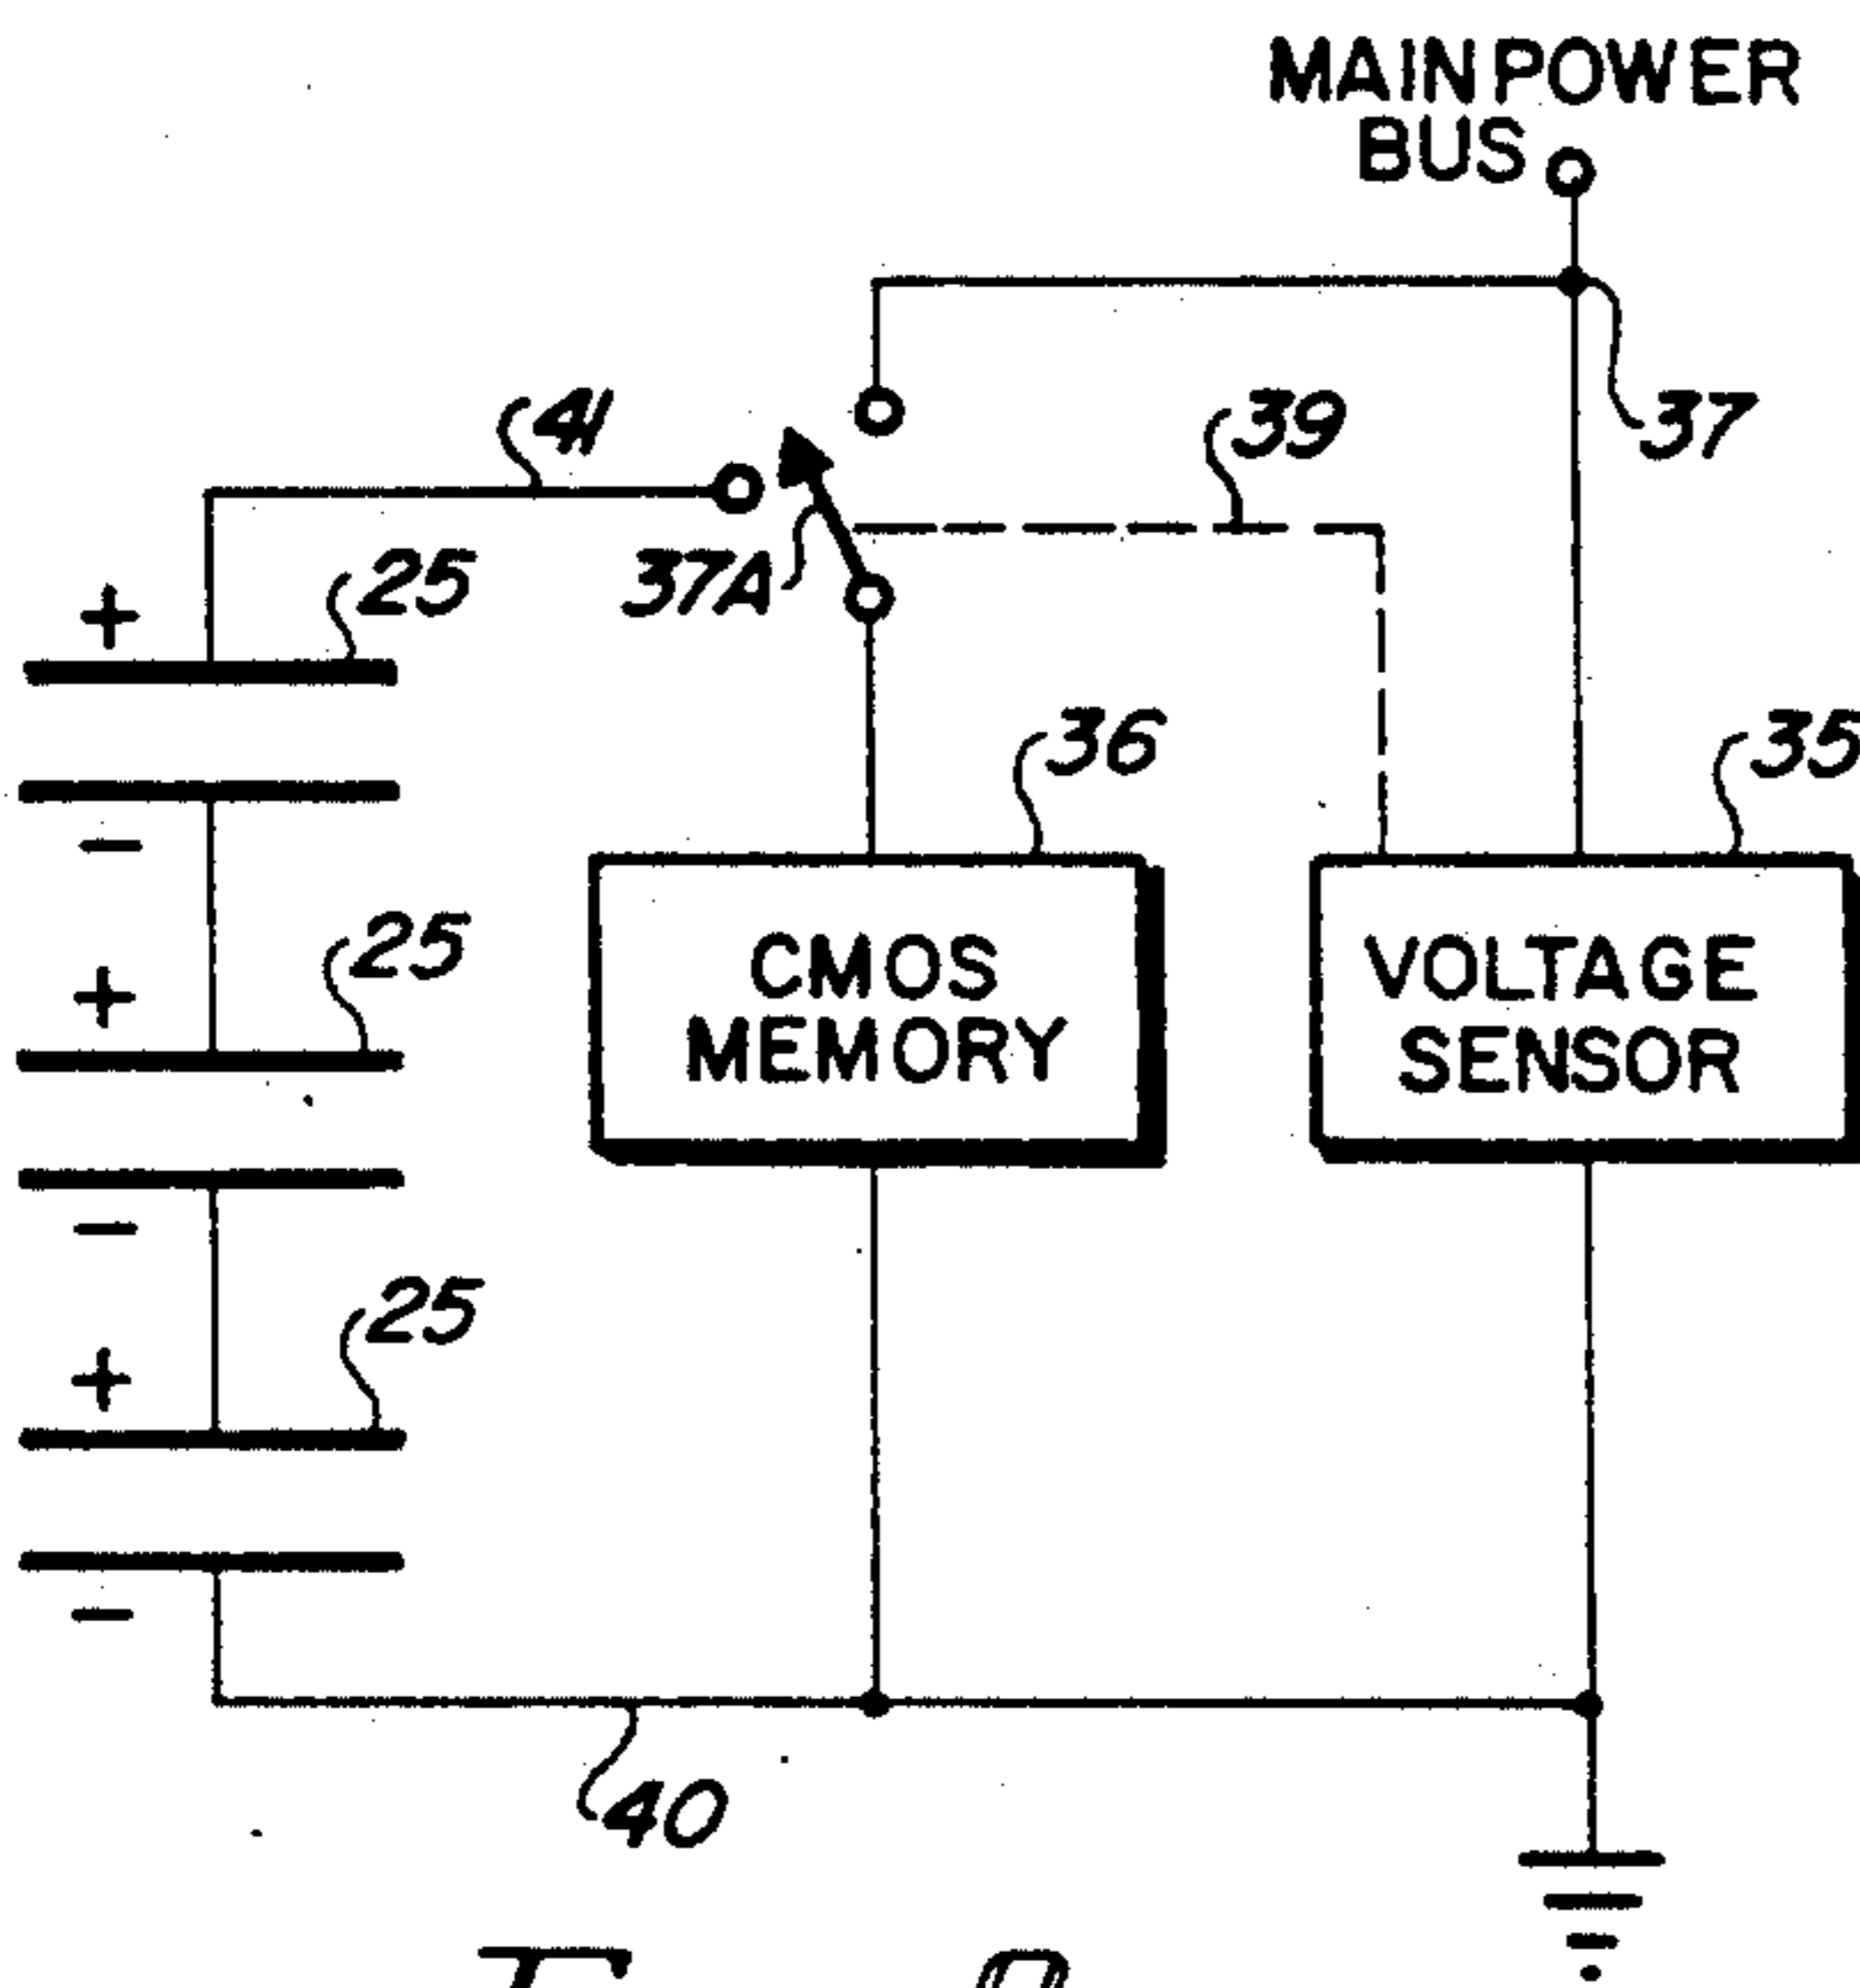 MAIN POWER
BUS
41
39
37
37A
25
+
-
36
35
25
+
-
CMOS
MEMORY
VOLTAGE
SENSOR
25
+
-
40